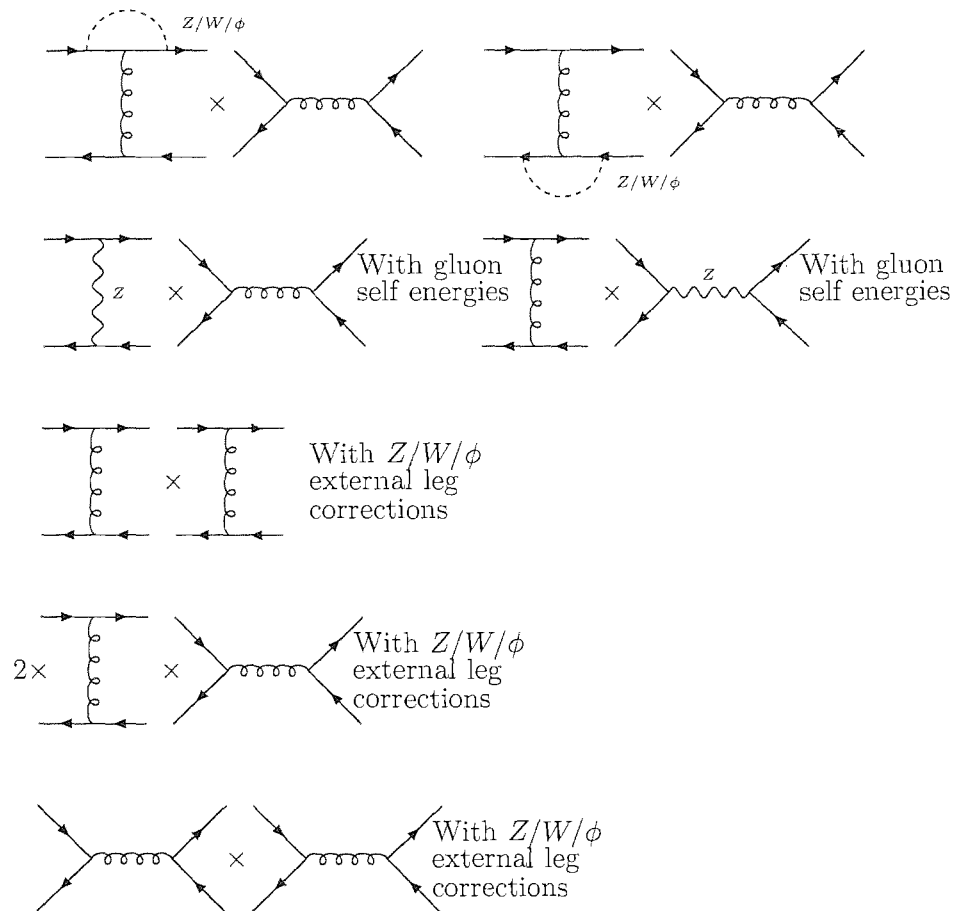 Z/W/ϕ
×
×
Z/W/ϕ
Z
×
With gluon
self energies
×
Z
With gluon
self energies
×
With Z/W/ϕ
external leg
corrections
2×
×
With Z/W/ϕ
external leg
corrections
×
With Z/W/ϕ
external leg
corrections